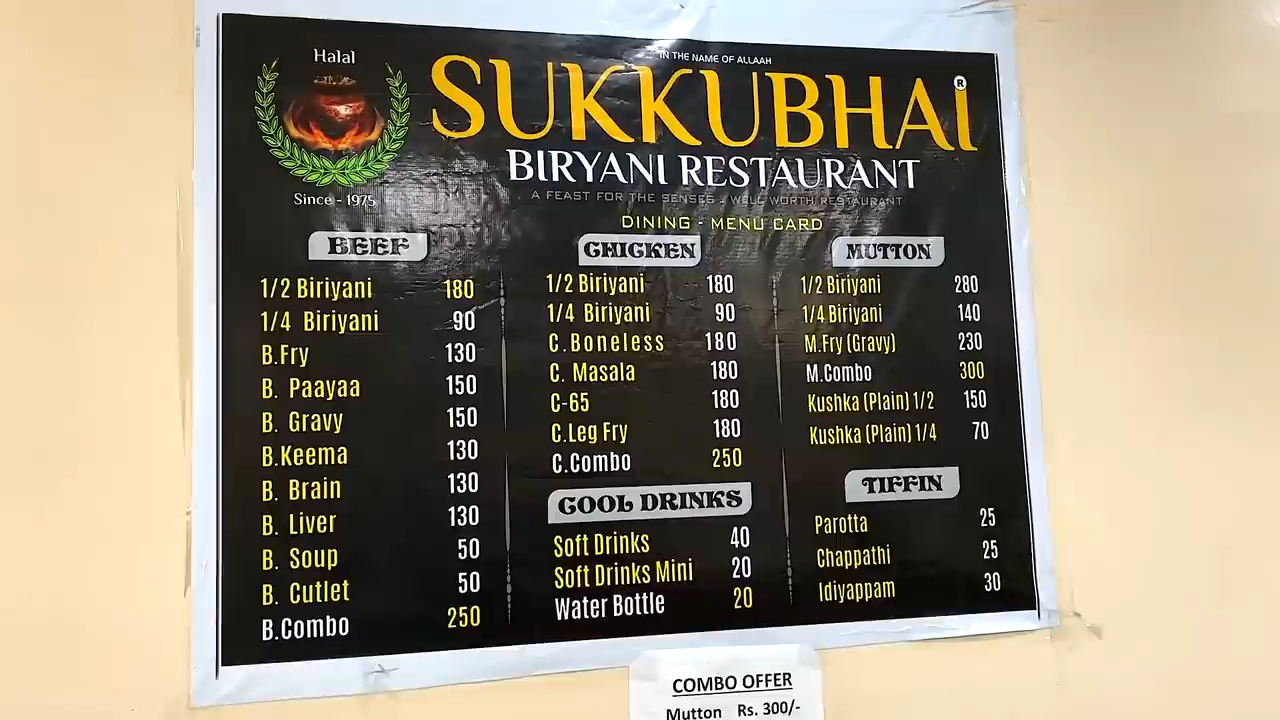 Halal
Since - 1975
IN THE NAME OF ALLAAH
SUKKUBHAI®
BIRYANI RESTAURANT
A FEAST FOR THE SENSES - WELL WORTH RESTAURANT
DINING - MENU CARD
BEEF
1/2 Biriyani 180
1/4 Biriyani 90
B.Fry 130
B. Paayaa 150
B. Gravy 150
B.Keema 130
B. Brain 130
B. Liver 130
B. Soup 50
B. Cutlet 50
B.Combo 250
CHICKEN
1/2 Biriyani 180
1/4 Biriyani 90
C.Boneless 180
C. Masala 180
C-65 180
C.Leg Fry 180
C.Combo 250
COOL DRINKS
Soft Drinks 40
Soft Drinks Mini 20
Water Bottle 20
MUTTON
1/2 Biriyani 280
1/4 Biriyani 140
M.Fry (Gravy) 230
M.Combo 300
Kushka (Plain) 1/2 150
Kushka (Plain) 1/4 70
TIFFIN
Parotta 25
Chappathi 25
Idiyappam 30
COMBO OFFER
Mutton Rs. 300/-